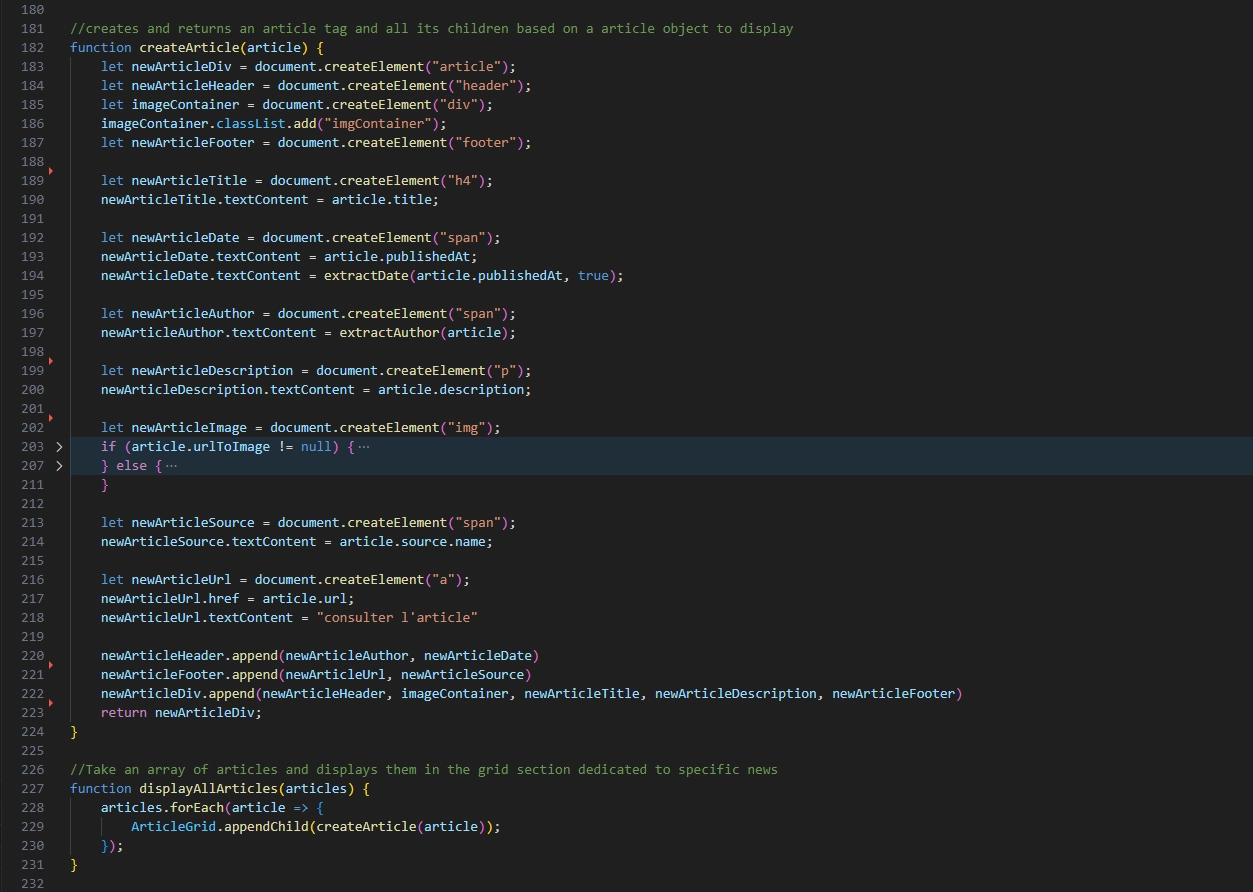 180
181 //creates and returns an article tag and all its children based on a article object to display
182 function createArticle(article) {
183     let newArticleDiv = document.createElement("article");
184     let newArticleHeader = document.createElement("header");
185     let imageContainer = document.createElement("div");
186     imageContainer.classList.add("imgContainer");
187     let newArticleFooter = document.createElement("footer");
188
189     let newArticleTitle = document.createElement("h4");
190     newArticleTitle.textContent = article.title;
191
192     let newArticleDate = document.createElement("span");
193     newArticleDate.textContent = article.publishedAt;
194     newArticleDate.textContent = extractDate(article.publishedAt, true);
195
196     let newArticleAuthor = document.createElement("span");
197     newArticleAuthor.textContent = extractAuthor(article);
198
199     let newArticleDescription = document.createElement("p");
200     newArticleDescription.textContent = article.description;
201
202     let newArticleImage = document.createElement("img");
203     if (article.urlToImage != null) {···
207     } else {···
211     }
212
213     let newArticleSource = document.createElement("span");
214     newArticleSource.textContent = article.source.name;
215
216     let newArticleUrl = document.createElement("a");
217     newArticleUrl.href = article.url;
218     newArticleUrl.textContent = "consulter l'article"
219
220     newArticleHeader.append(newArticleAuthor, newArticleDate)
221     newArticleFooter.append(newArticleUrl, newArticleSource)
222     newArticleDiv.append(newArticleHeader, imageContainer, newArticleTitle, newArticleDescription, newArticleFooter)
223     return newArticleDiv;
224 }
225
226 //Take an array of articles and displays them in the grid section dedicated to specific news
227 function displayAllArticles(articles) {
228     articles.forEach(article => {
229         ArticleGrid.appendChild(createArticle(article));
230     });
231 }
232